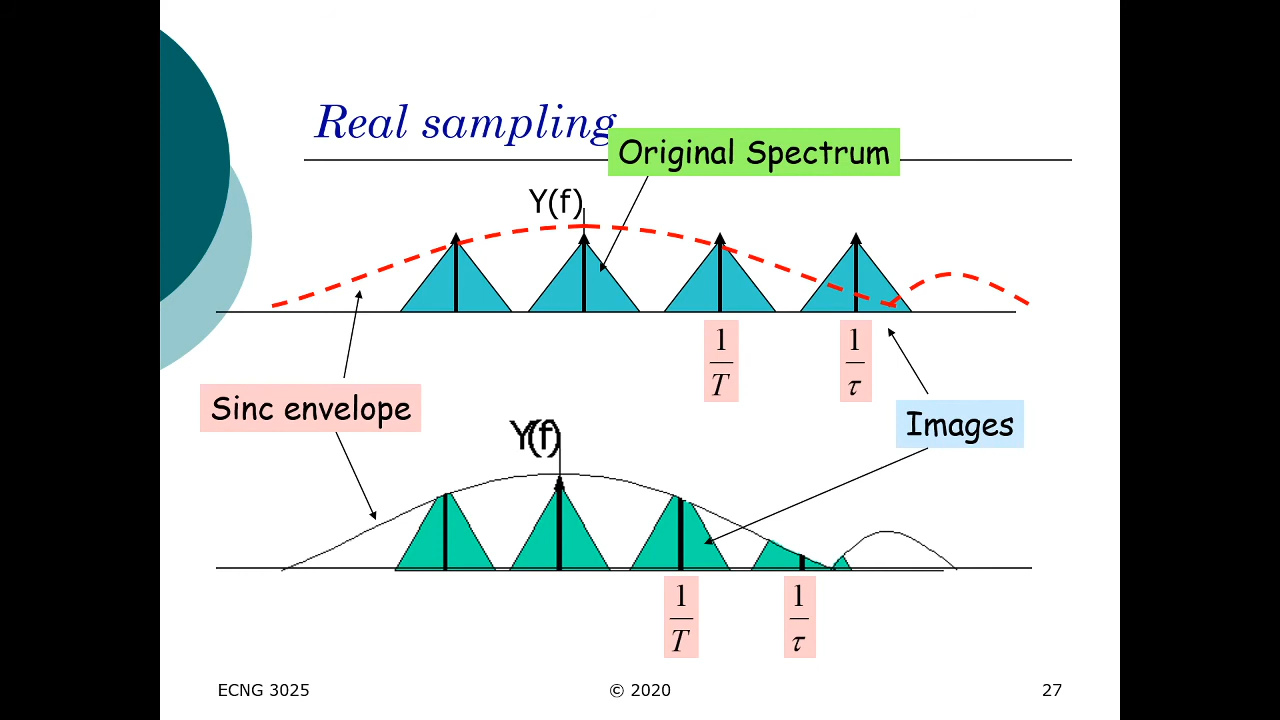 Real sampling
Original Spectrum
Y(f)
1
T
1
τ
Sinc envelope
Images
Y(f)
1
T
1
τ
ECNG 3025
© 2020
27